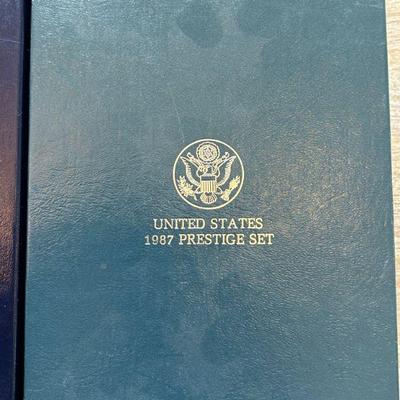 UNITED STATES
1987 PRESTIGE SET